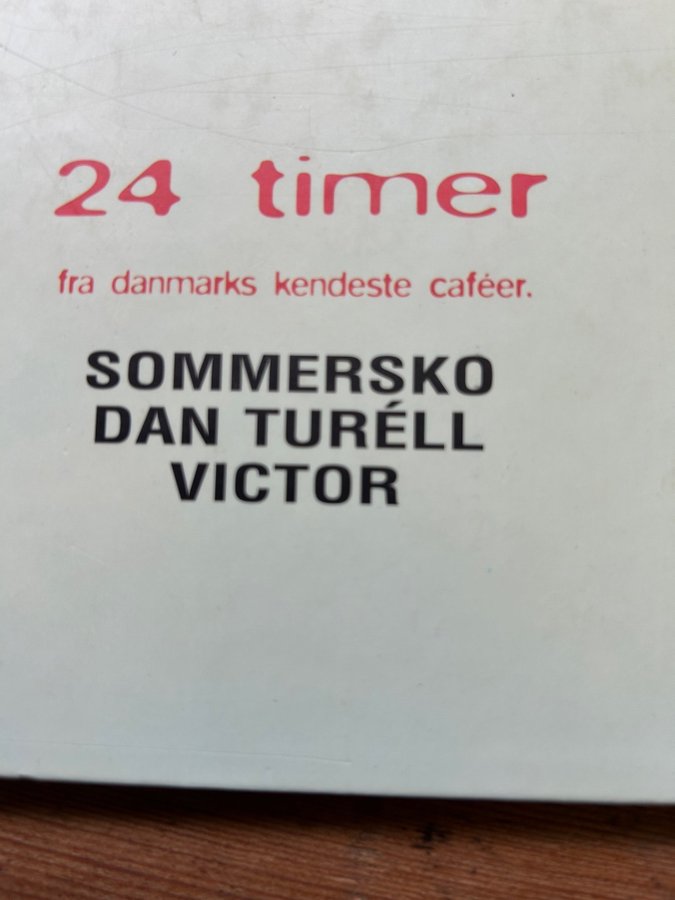 24 timer
fra danmarks kendeste caféer.
SOMMERSKO
DAN TURÉLL
VICTOR